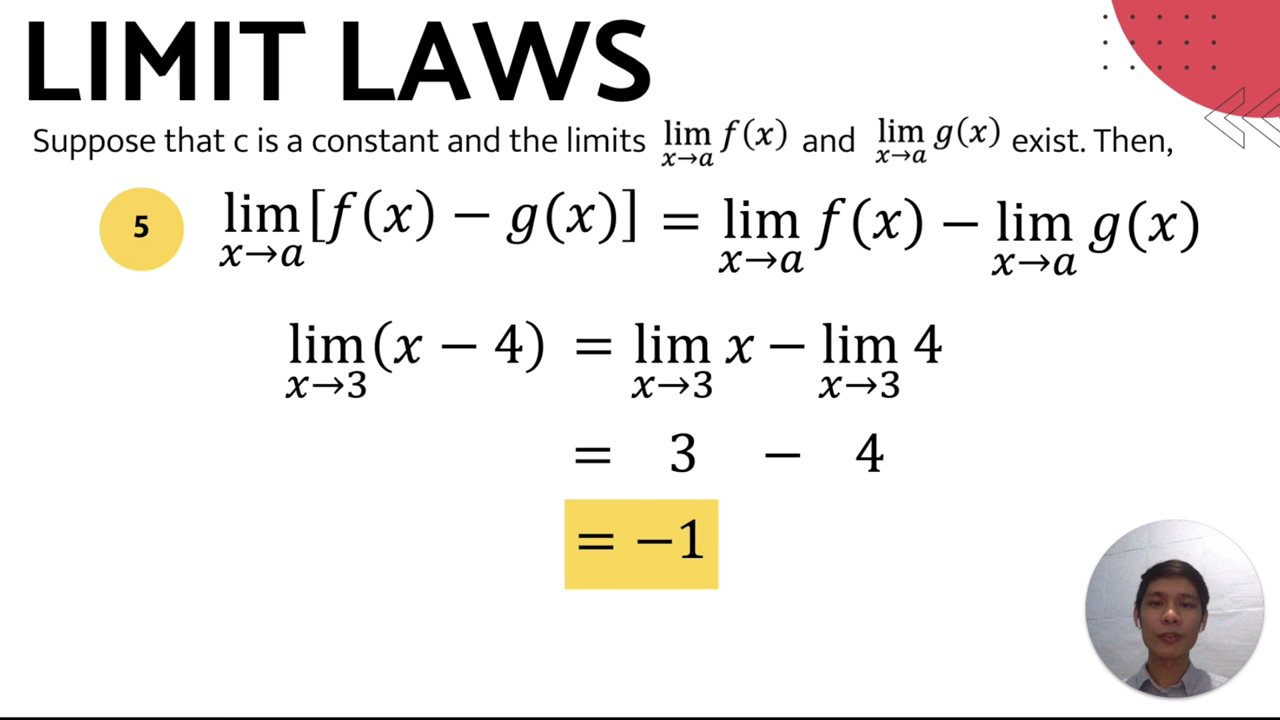 LIMIT LAWS
Suppose that c is a constant and the limits lim x→a f(x) and lim x→a g(x) exist. Then,
5 lim x→a [f(x) − g(x)] = lim x→a f(x) − lim x→a g(x)
lim x→3 (x − 4) = lim x→3 x − lim x→3 4
= 3 − 4
= −1